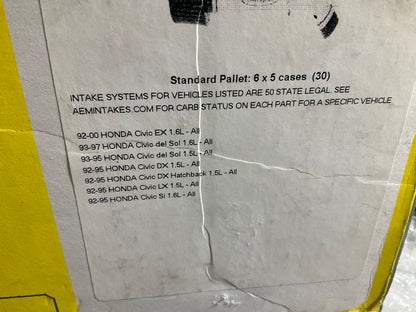 Standard Pallet: 6 x 5 cases (30)
INTAKE SYSTEMS FOR VEHICLES LISTED ARE 50 STATE LEGAL. SEE
AEMINTAKES.COM FOR CARB STATUS ON EACH PART FOR A SPECIFIC VEHICLE
92-00 HONDA Civic EX 1.6L - All
93-97 HONDA Civic del Sol 1.6L - All
93-95 HONDA Civic del Sol 1.5L - All
92-95 HONDA Civic DX 1.5L - All
92-95 HONDA Civic DX Hatchback 1.5L - All
92-95 HONDA Civic LX 1.5L - All
92-95 HONDA Civic Si 1.6L - All